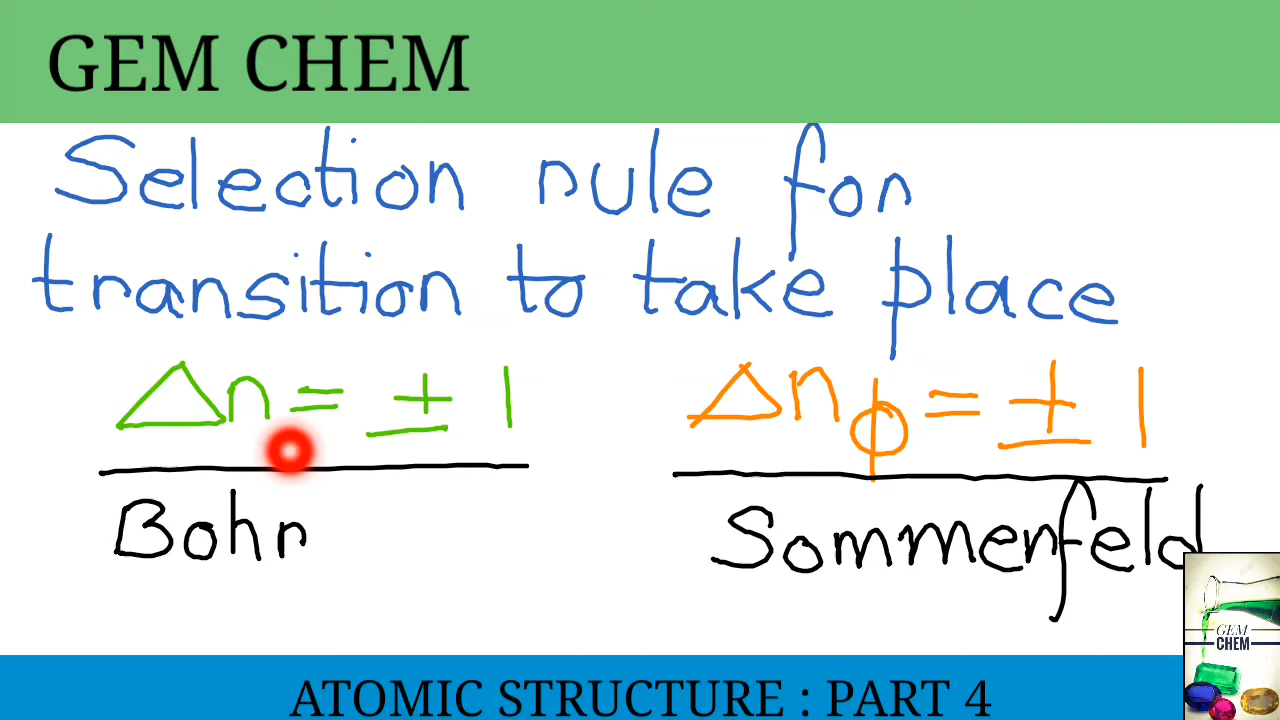 GEM CHEM
Selection rule for
transition to take place
Δn = ± 1
Δnϕ = ± 1
Bohr
Sommerfeld
GEM
CHEM
ATOMIC STRUCTURE : PART 4